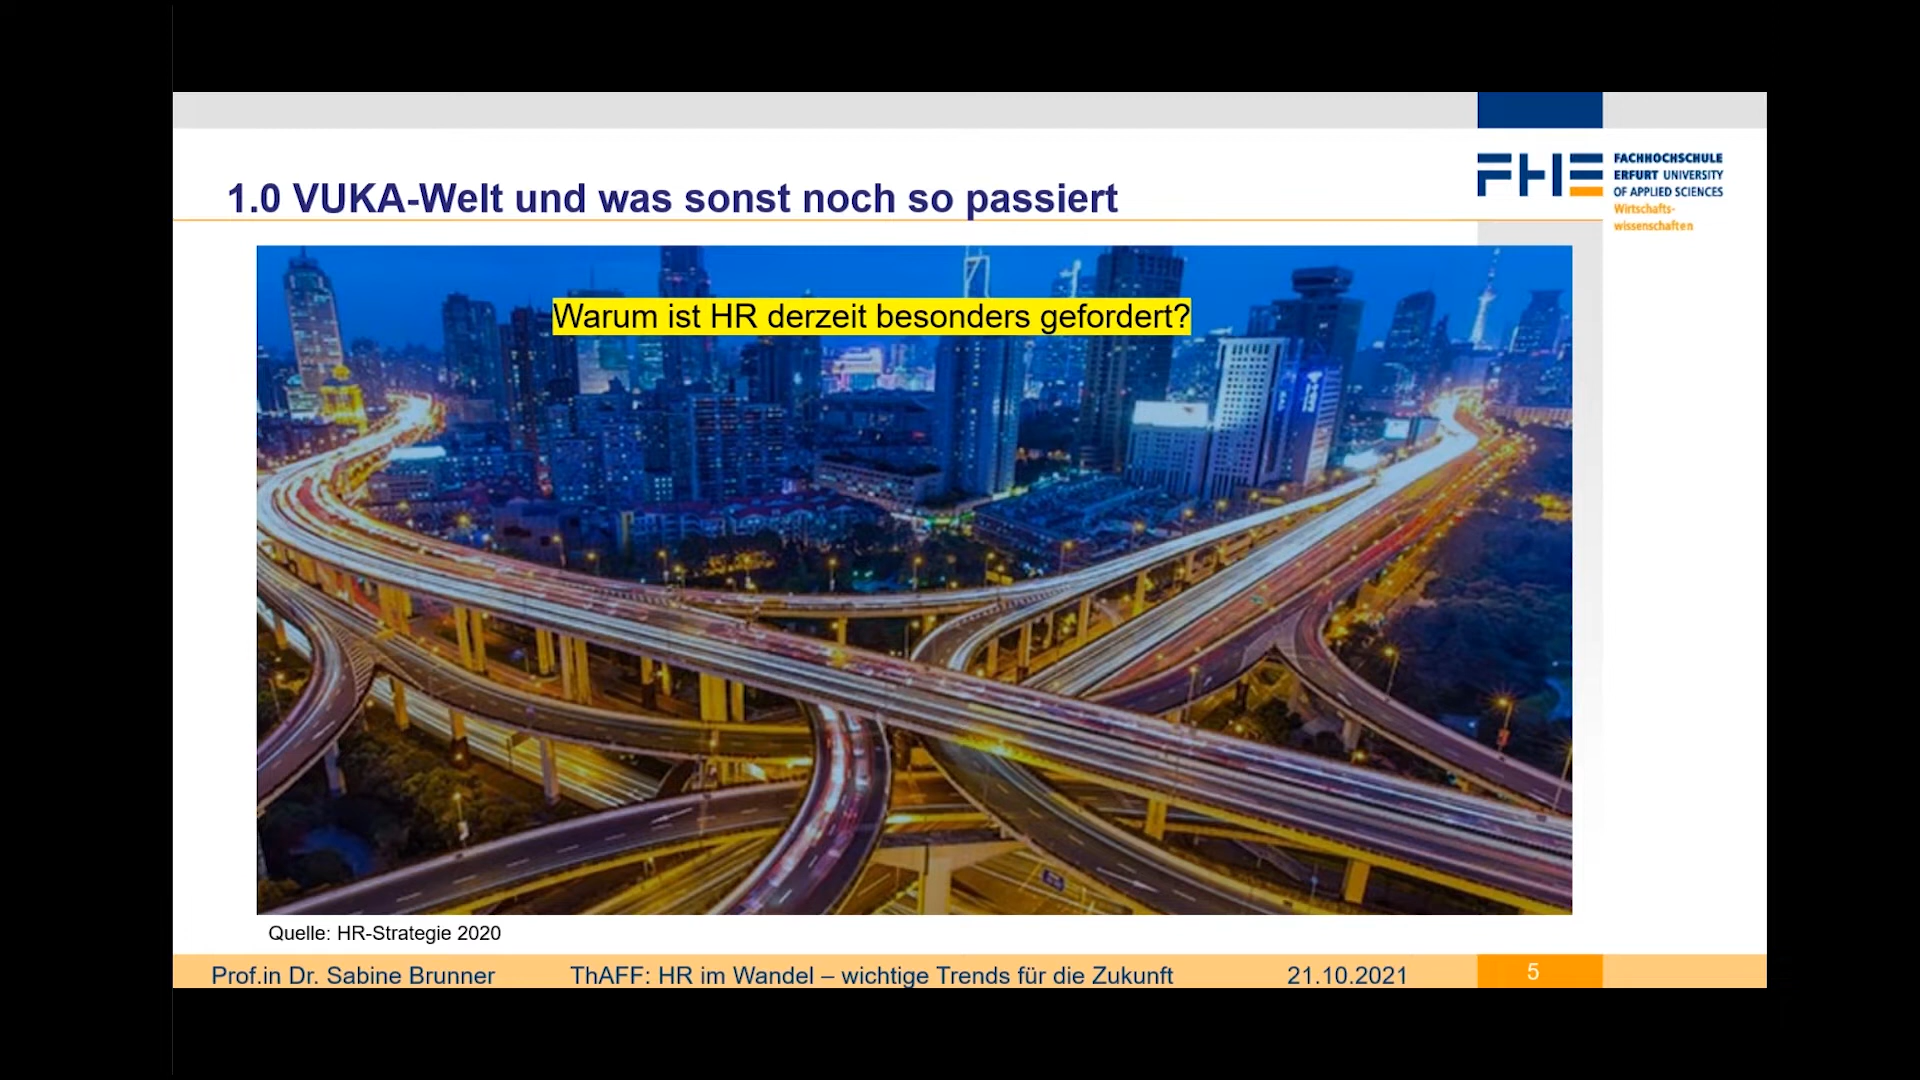 FACHHOCHSCHULE
ERFURT UNIVERSITY
OF APPLIED SCIENCES
Wirtschafts-
wissenschaften
FHE
1.0 VUKA-Welt und was sonst noch so passiert
Warum ist HR derzeit besonders gefordert?
Quelle: HR-Strategie 2020
Prof.in Dr. Sabine Brunner
ThAFF: HR im Wandel – wichtige Trends für die Zukunft
21.10.2021
5